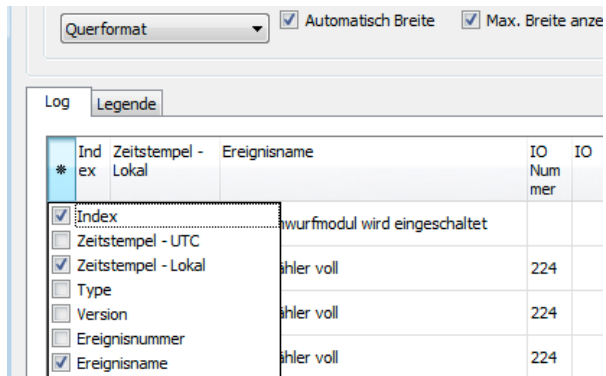 Querformat
Automatisch Breite
Max. Breite anze
Log
Legende
*
Ind
ex
Zeitstempel -
Lokal
Ereignisname
IO
Num
mer
IO
Index
nwurfmodul wird eingeschaltet
Zeitstempel - UTC
Zeitstempel - Lokal
ähler voll
224
Type
Version
ähler voll
224
Ereignisnummer
Ereignisname
ähler voll
224